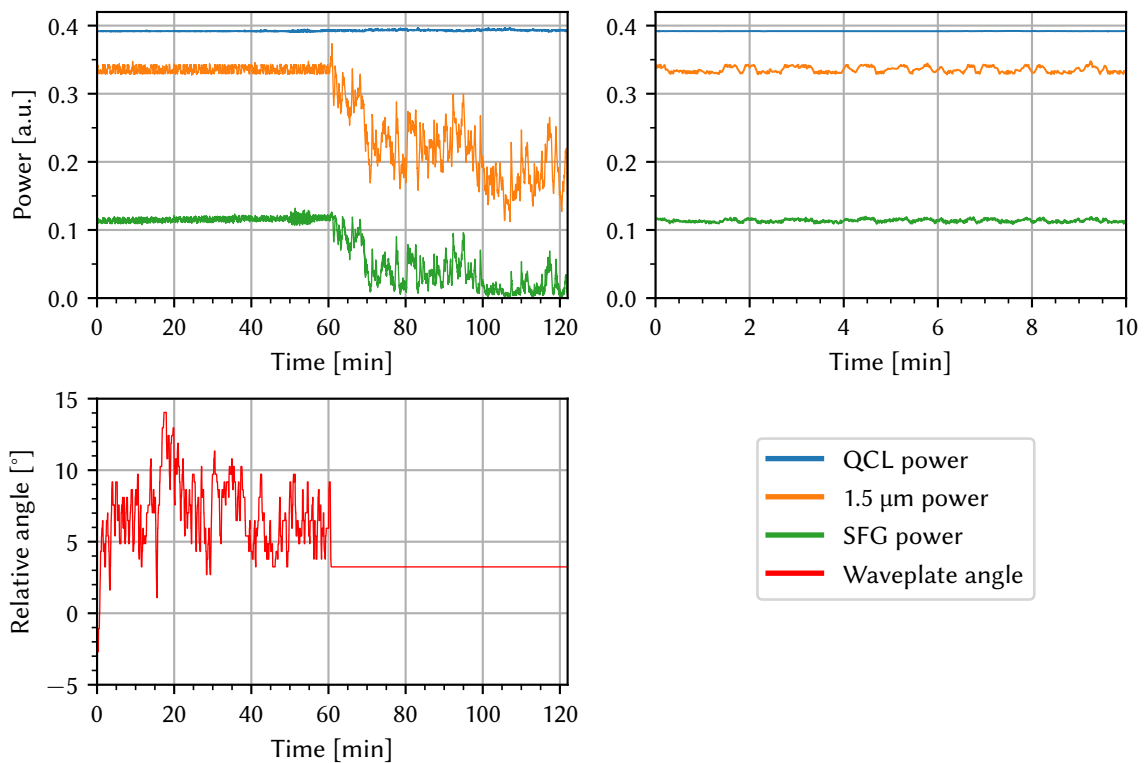 0.4
0.3
0.2
0.1
0.0
Power [a.u.]
0 20 40 60 80 100 120
Time [min]
0.4
0.3
0.2
0.1
0.0
0 2 4 6 8 10
Time [min]
15
10
5
0
−5
Relative angle [°]
0 20 40 60 80 100 120
Time [min]
QCL power
1.5 µm power
SFG power
Waveplate angle